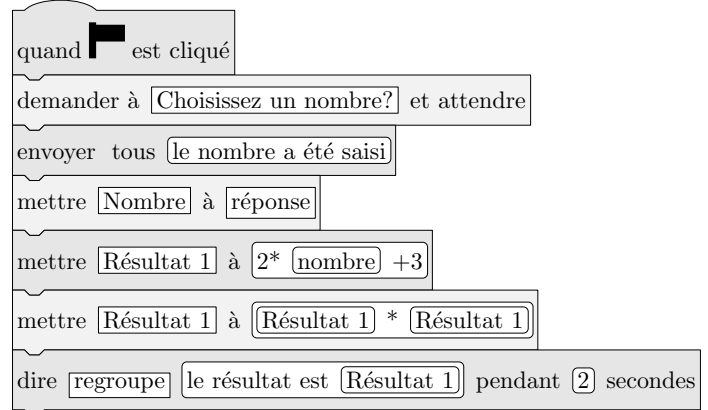 quand est cliqué
demander à Choisissez un nombre? et attendre
envoyer tous le nombre a été saisi
mettre Nombre à réponse
mettre Résultat 1 à 2* nombre +3
mettre Résultat 1 à Résultat 1 * Résultat 1
dire regroupe le résultat est Résultat 1 pendant 2 secondes